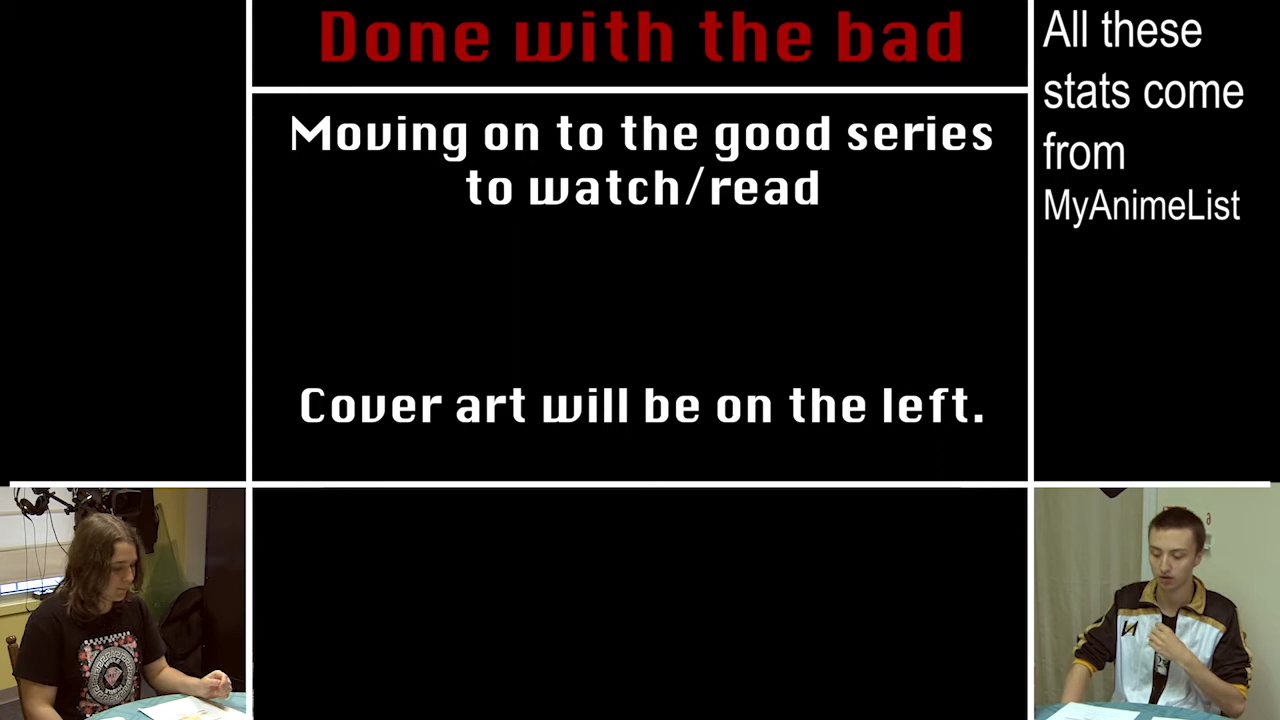 Done with the bad
Moving on to the good series
to watch/read
Cover art will be on the left.
All these
stats come
from
MyAnimeList